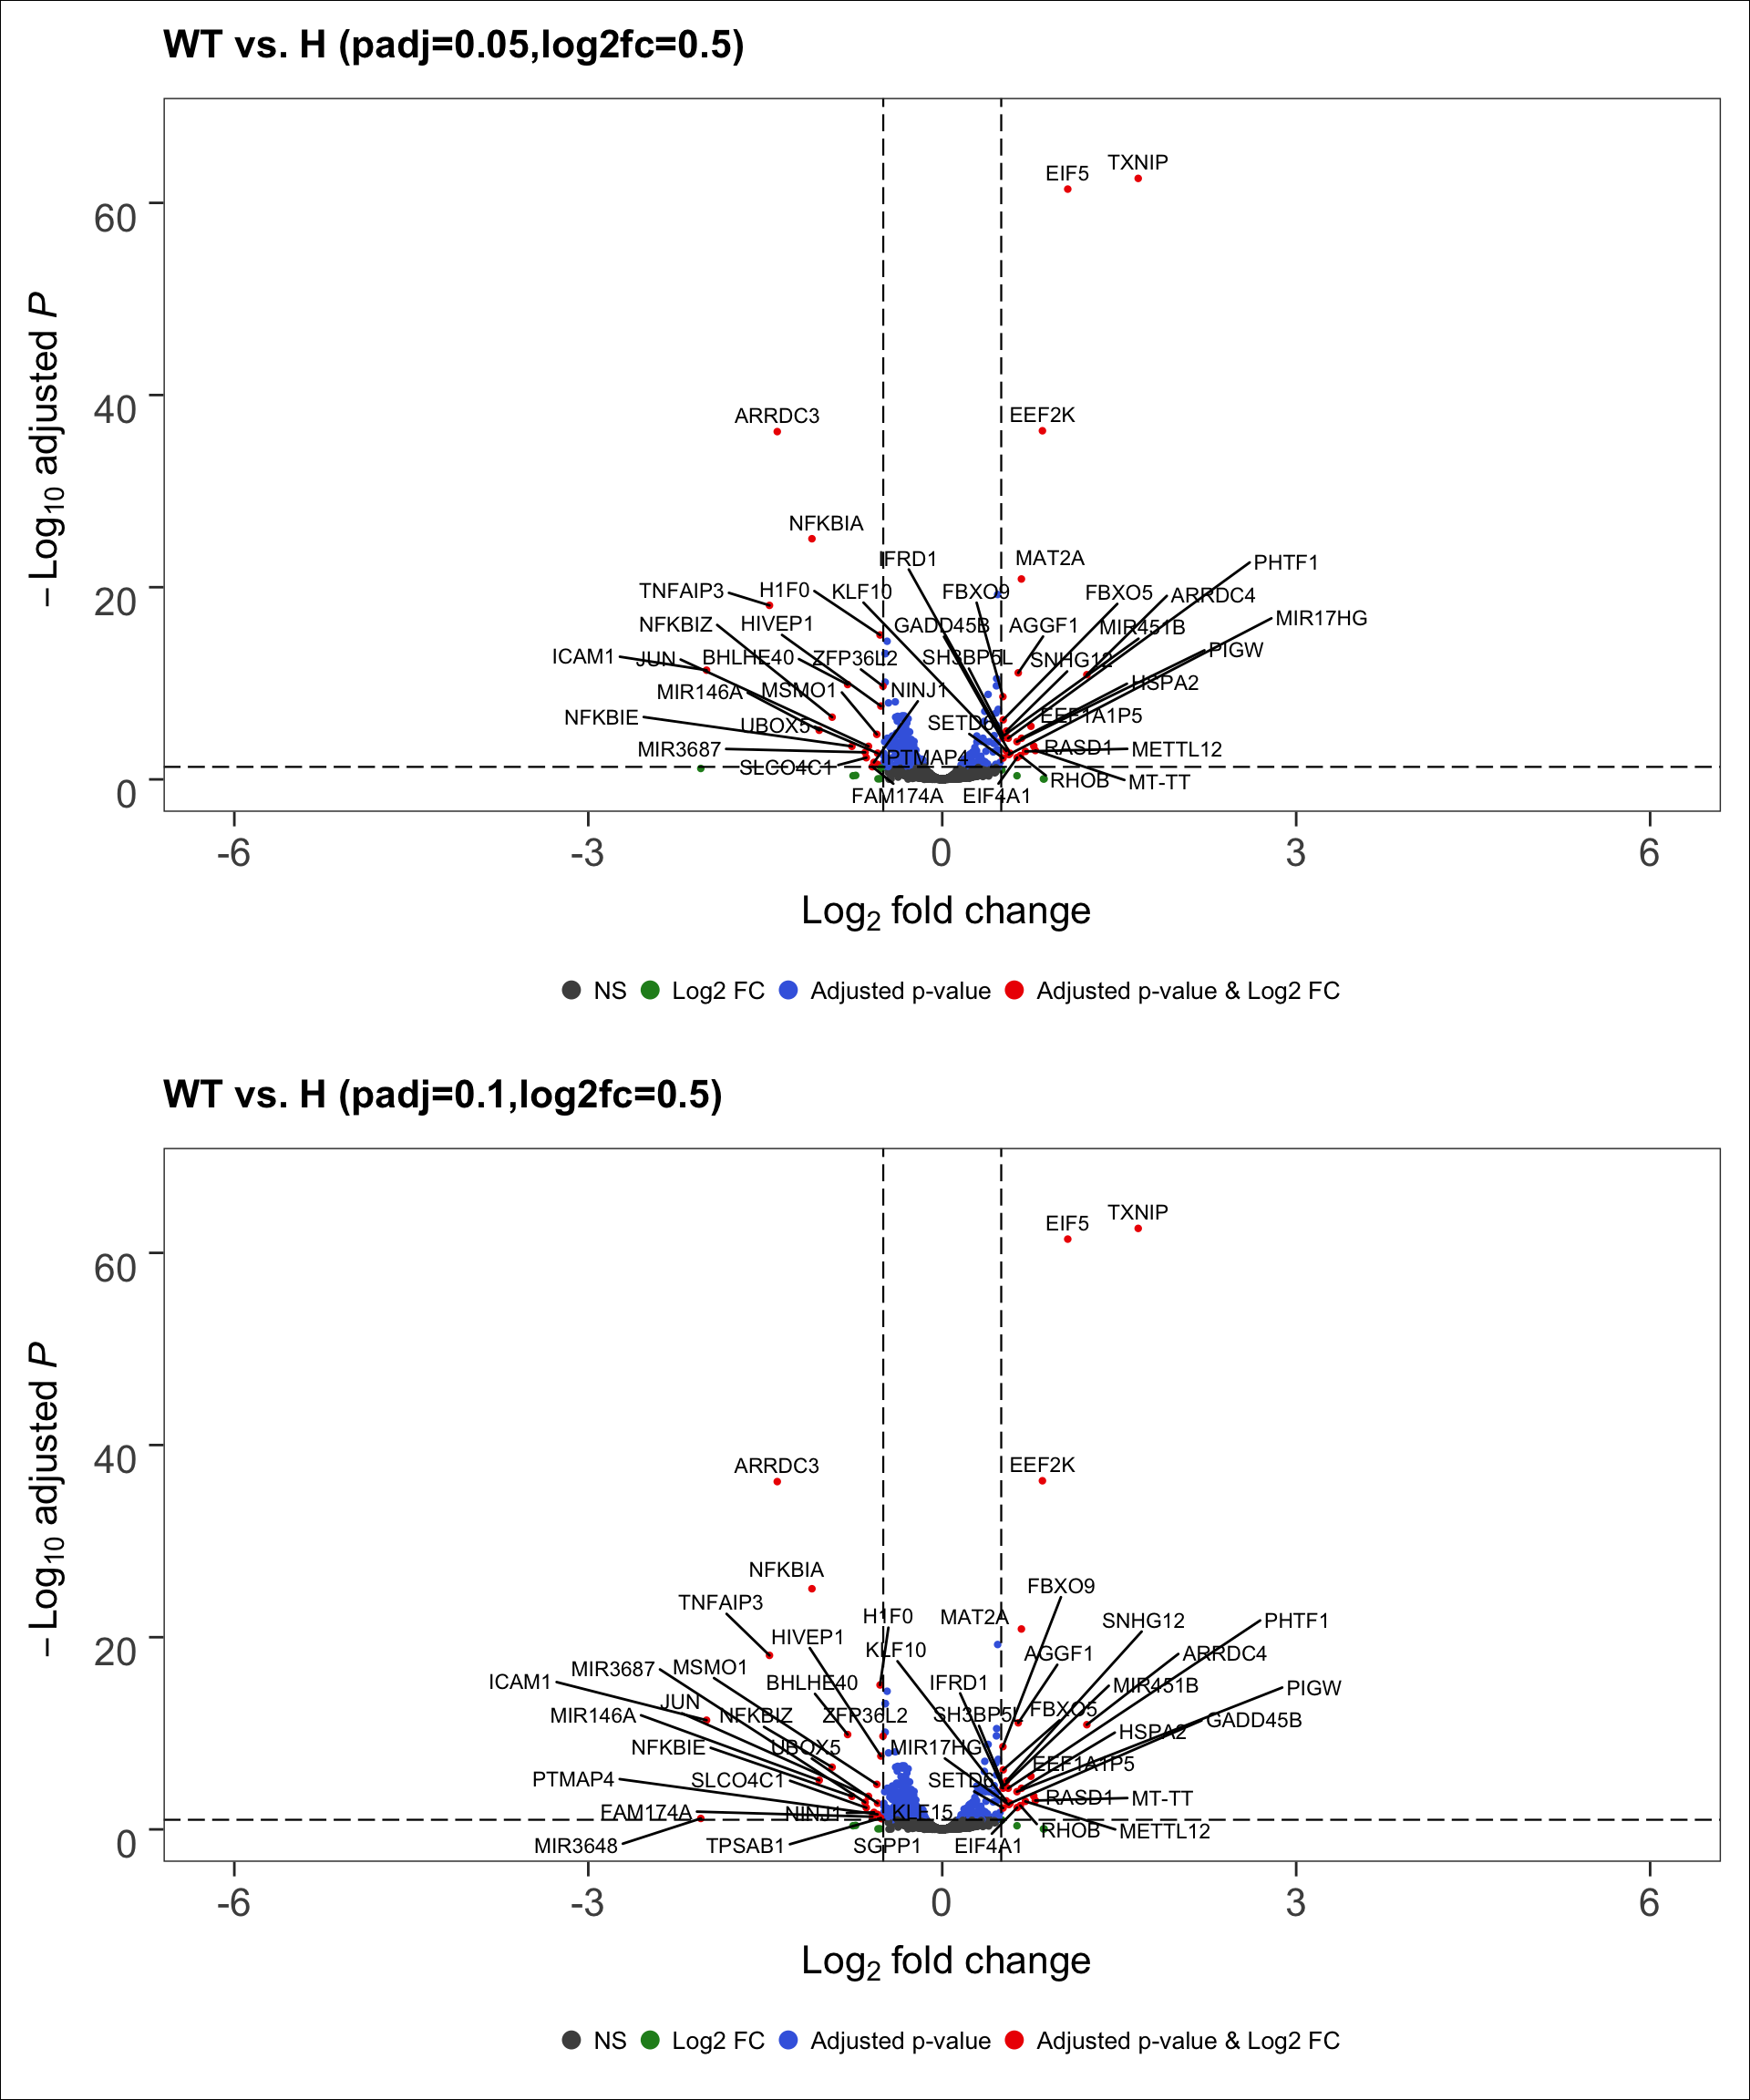 WT vs. H (padj=0.05,log2fc=0.5)
TXNIP
EIF5
60
− Log10 adjusted P
40
ARRDC3 EEF2K
NFKBIA
IFRD1 MAT2A PHTF1
20
TNFAIP3 H1F0 KLF10 FBXO9 FBXO5 ARRDC4
NFKBIZ HIVEP1 GADD45B AGGF1 MIR451B MIR17HG
ICAM1 JUN BHLHE40 ZFP36L2 SH3BP5L SNHG12 PIGW
MIR146A MSMO1 NINJ1 HSPA2
NFKBIE UBOX5 SETD6 EEF1A1P5
MIR3687 PTMAP4 RASD1 METTL12
SLCO4C1 RHOB MT-TT
0
FAM174A EIF4A1
-6 -3 0 3 6
Log2 fold change
NS Log2 FC Adjusted p-value Adjusted p-value & Log2 FC
WT vs. H (padj=0.1,log2fc=0.5)
TXNIP
EIF5
60
− Log10 adjusted P
40
ARRDC3 EEF2K
NFKBIA
FBXO9
TNFAIP3 H1F0 MAT2A SNHG12 PHTF1
20
HIVEP1 KLF10 AGGF1 ARRDC4
ICAM1 MIR3687 MSMO1 BHLHE40 IFRD1 MIR451B PIGW
JUN FBXO5
MIR146A NFKBIZ ZFP36L2 SH3BP5L GADD45B
NFKBIE UBOX5 MIR17HG HSPA2
EEF1A1P5
PTMAP4 SLCO4C1 SETD6 RASD1 MT-TT
FAM174A NINJ1 KLF15 RHOB METTL12
0
MIR3648 TPSAB1 SGPP1 EIF4A1
-6 -3 0 3 6
Log2 fold change
NS Log2 FC Adjusted p-value Adjusted p-value & Log2 FC